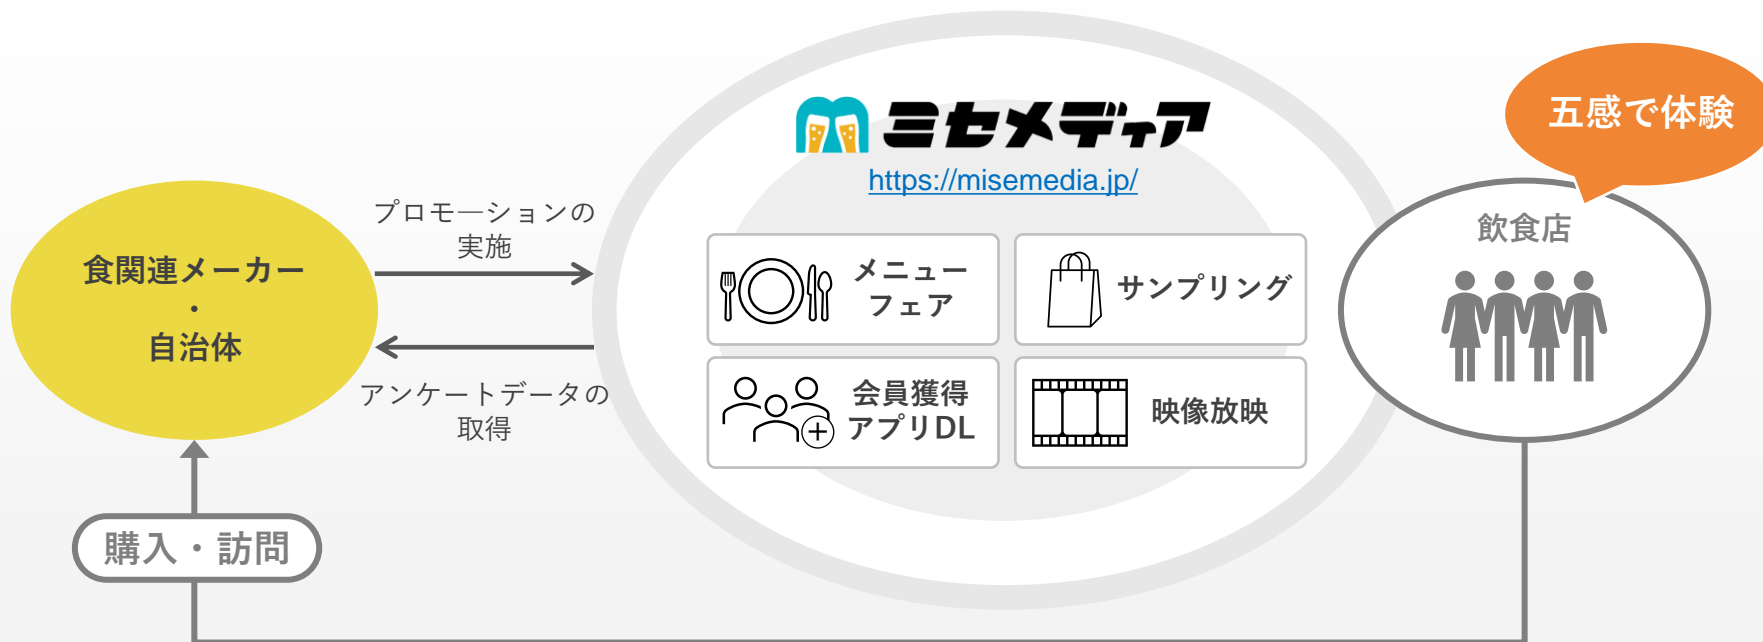 五感で体験
ミセメディア
https://misemedia.jp/
プロモーションの
実施
飲食店
食関連メーカー
・
自治体
メニュー
フェア
サンプリング
アンケートデータの
取得
会員獲得
アプリDL
映像放映
購入・訪問